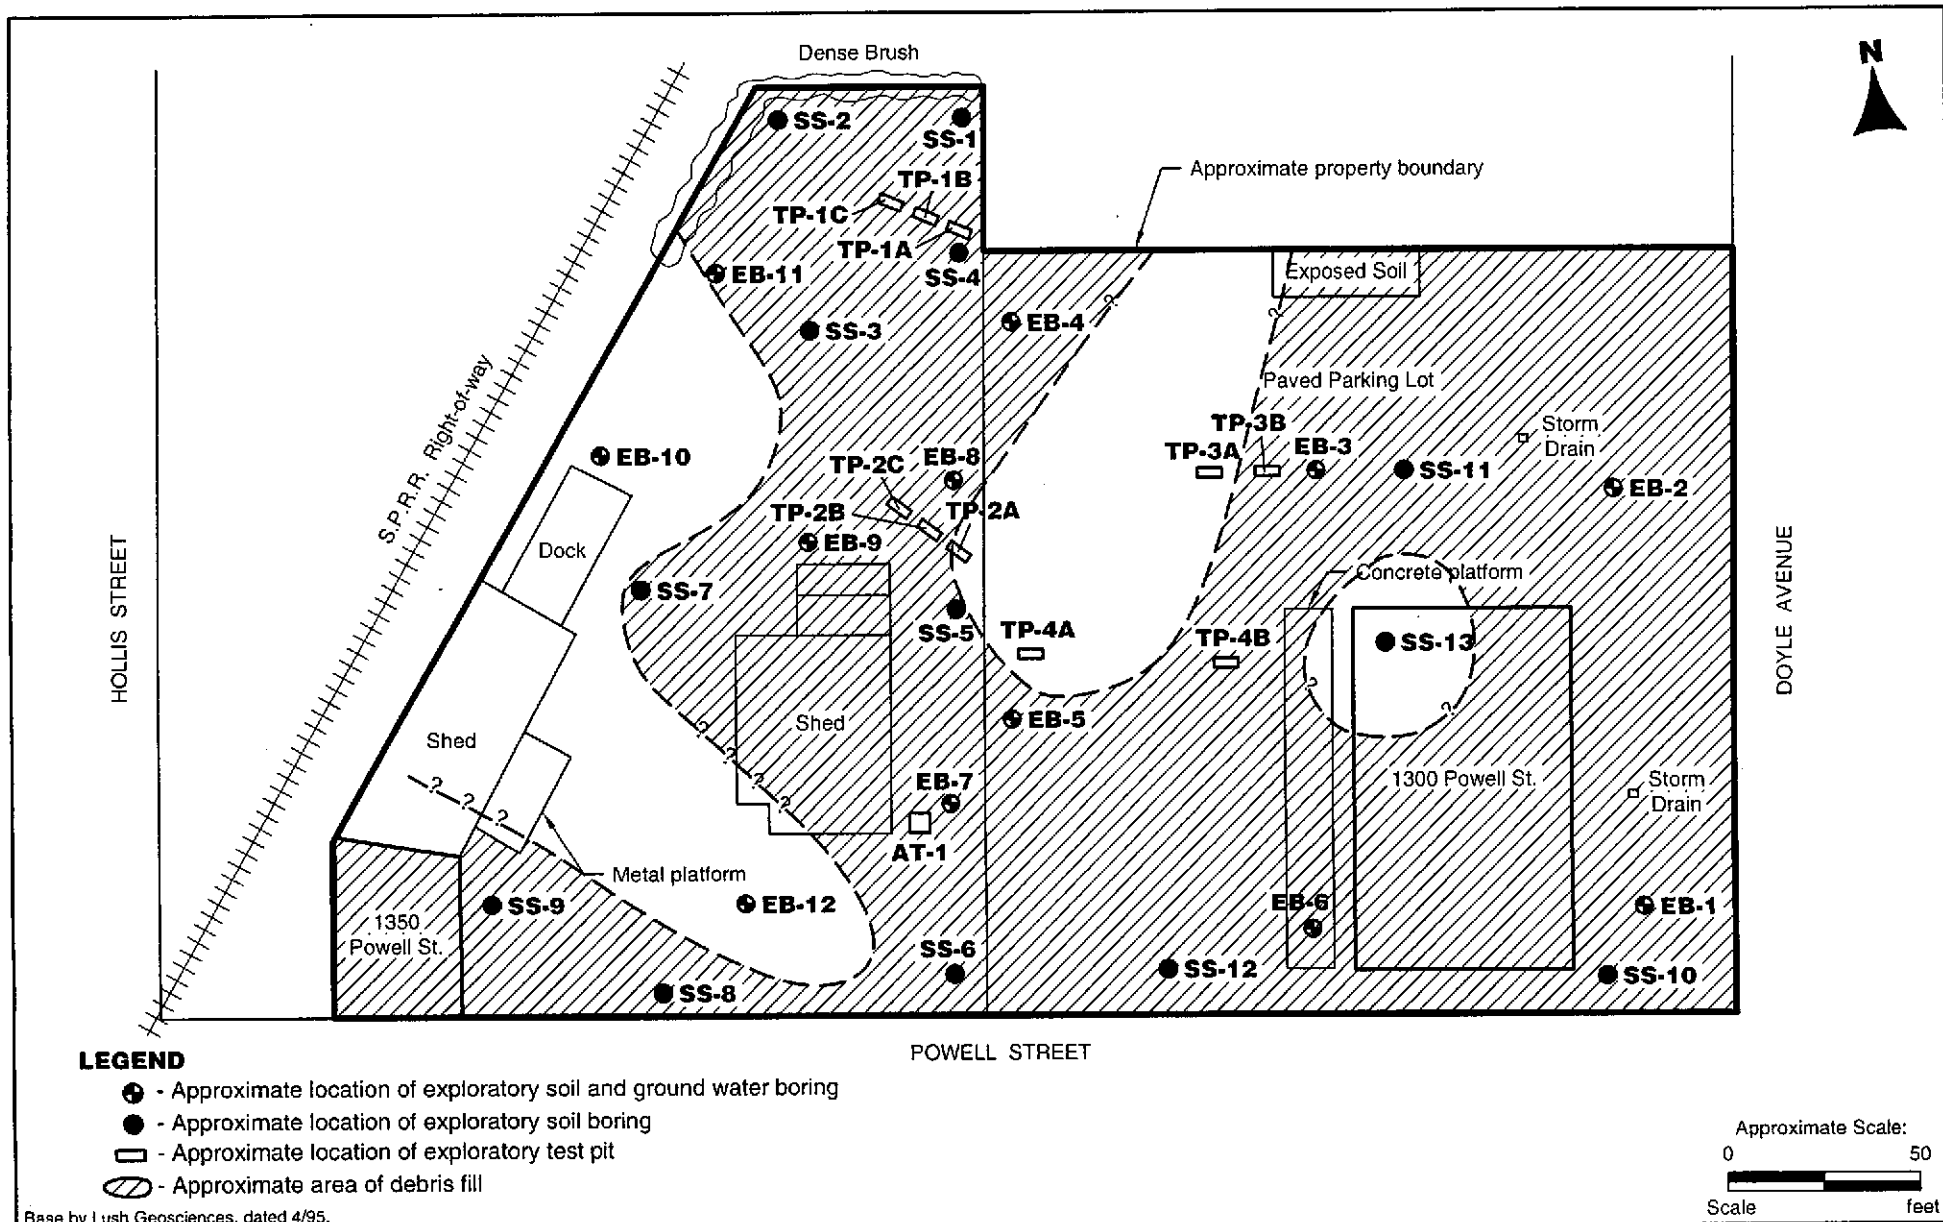 Dense Brush
N
SS-2
SS-1
Approximate property boundary
TP-1B
TP-1C
TP-1A
SS-4
EB-11
Exposed Soil
?
?
EB-4
SS-3
S.P.R.R. Right-of-way
Paved Parking Lot
TP-3B
Storm
Drain
EB-10
TP-2C
EB-8
TP-3A
EB-3
SS-11
EB-2
TP-2B
TP-2A
EB-9
Dock
HOLLIS STREET
Concrete platform
DOYLE AVENUE
SS-7
SS-5
TP-4A
TP-4B
SS-13
?
?
Shed
Shed
EB-5
?
?
?
?
?
?
?
EB-7
1300 Powell St.
Storm
Drain
AT-1
Metal platform
SS-9
EB-12
EB-6
EB-1
1350
Powell St.
SS-6
SS-12
SS-10
SS-8
POWELL STREET
LEGEND
- Approximate location of exploratory soil and ground water boring
- Approximate location of exploratory soil boring
- Approximate location of exploratory test pit
- Approximate area of debris fill
Approximate Scale:
0 50
Scale feet
Base by Lush Geosciences, dated 4/95.